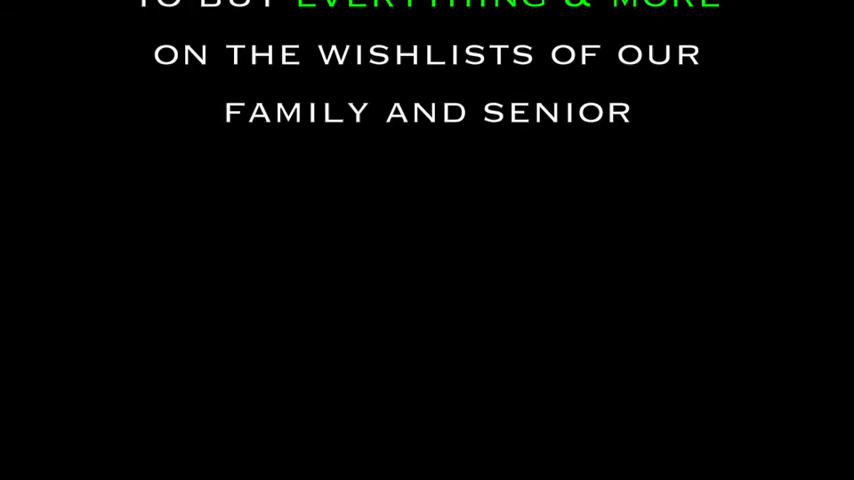 TO BUY EVERYTHING & MORE
ON THE WISHLISTS OF OUR
FAMILY AND SENIOR